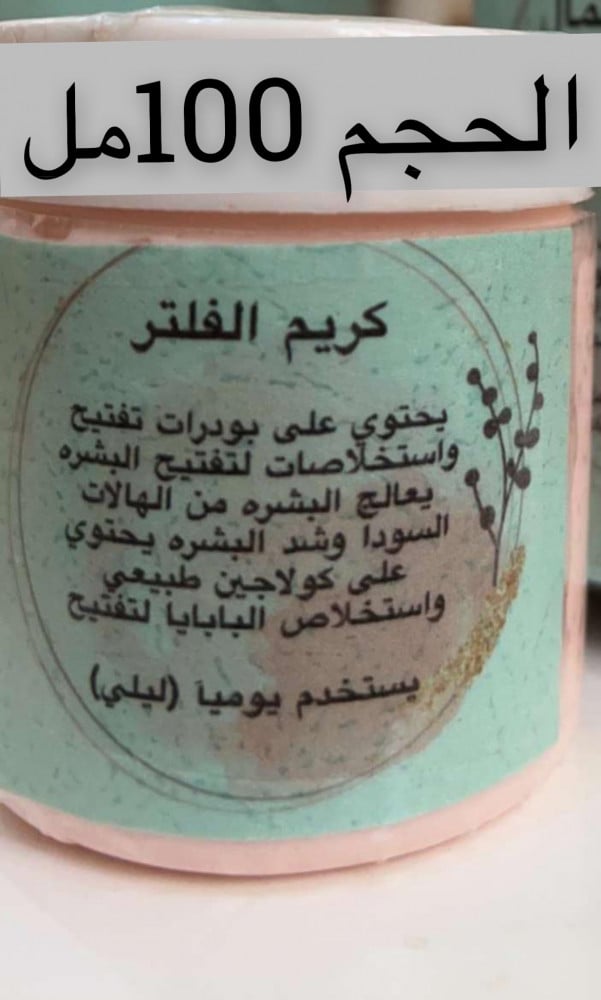 الحجم 100مل
كريم الفلتر
يحتوي على بودرات تفتيح
واستخلاصات لتفتيح البشره
يعالج البشره من الهالات
السودا وشد البشره يحتوي
على كولاجين طبيعي
واستخلاص البابايا لتفتيح
يستخدم يومياً (ليلي)